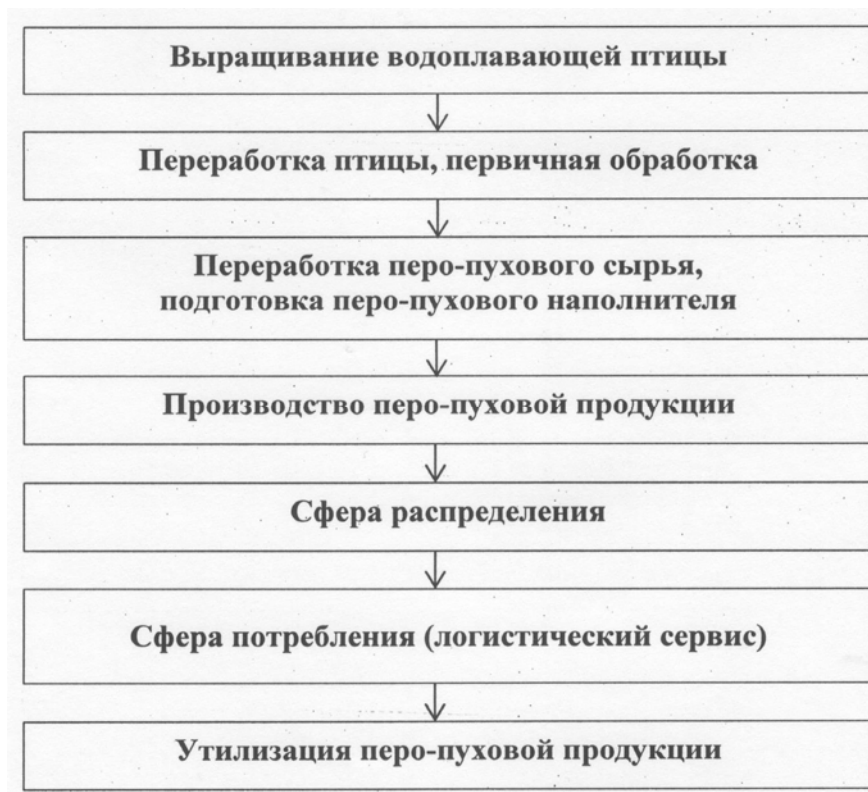 Выращивание водоплавающей птицы
Переработка птицы, первичная обработка
Переработка перо-пухового сырья,
подготовка перо-пухового наполнителя
Производство перо-пуховой продукции
Сфера распределения
Сфера потребления (логистический сервис)
Утилизация перо-пуховой продукции